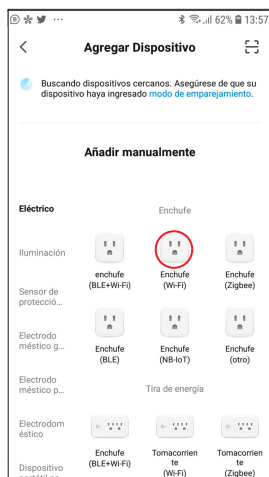 62% 13:57
Agregar Dispositivo
Buscando dispositivos cercanos. Asegúrese de que su
dispositivo haya ingresado modo de emparejamiento.
Añadir manualmente
Eléctrico
Enchufe
Iluminación
enchufe
(BLE+Wi-Fi)
Enchufe
(Wi-Fi)
Enchufe
(Zigbee)
Sensor de
protecció...
Electrodo
méstico g...
Enchufe
(BLE)
Enchufe
(NB-IoT)
Enchufe
(otro)
Electrodo
méstico p...
Tira de energía
Electrodom
éstico
Enchufe
(BLE+Wi-Fi)
Tomacorrien
te
(Wi-Fi)
Tomacorrien
te
(Zigbee)
Dispositivo